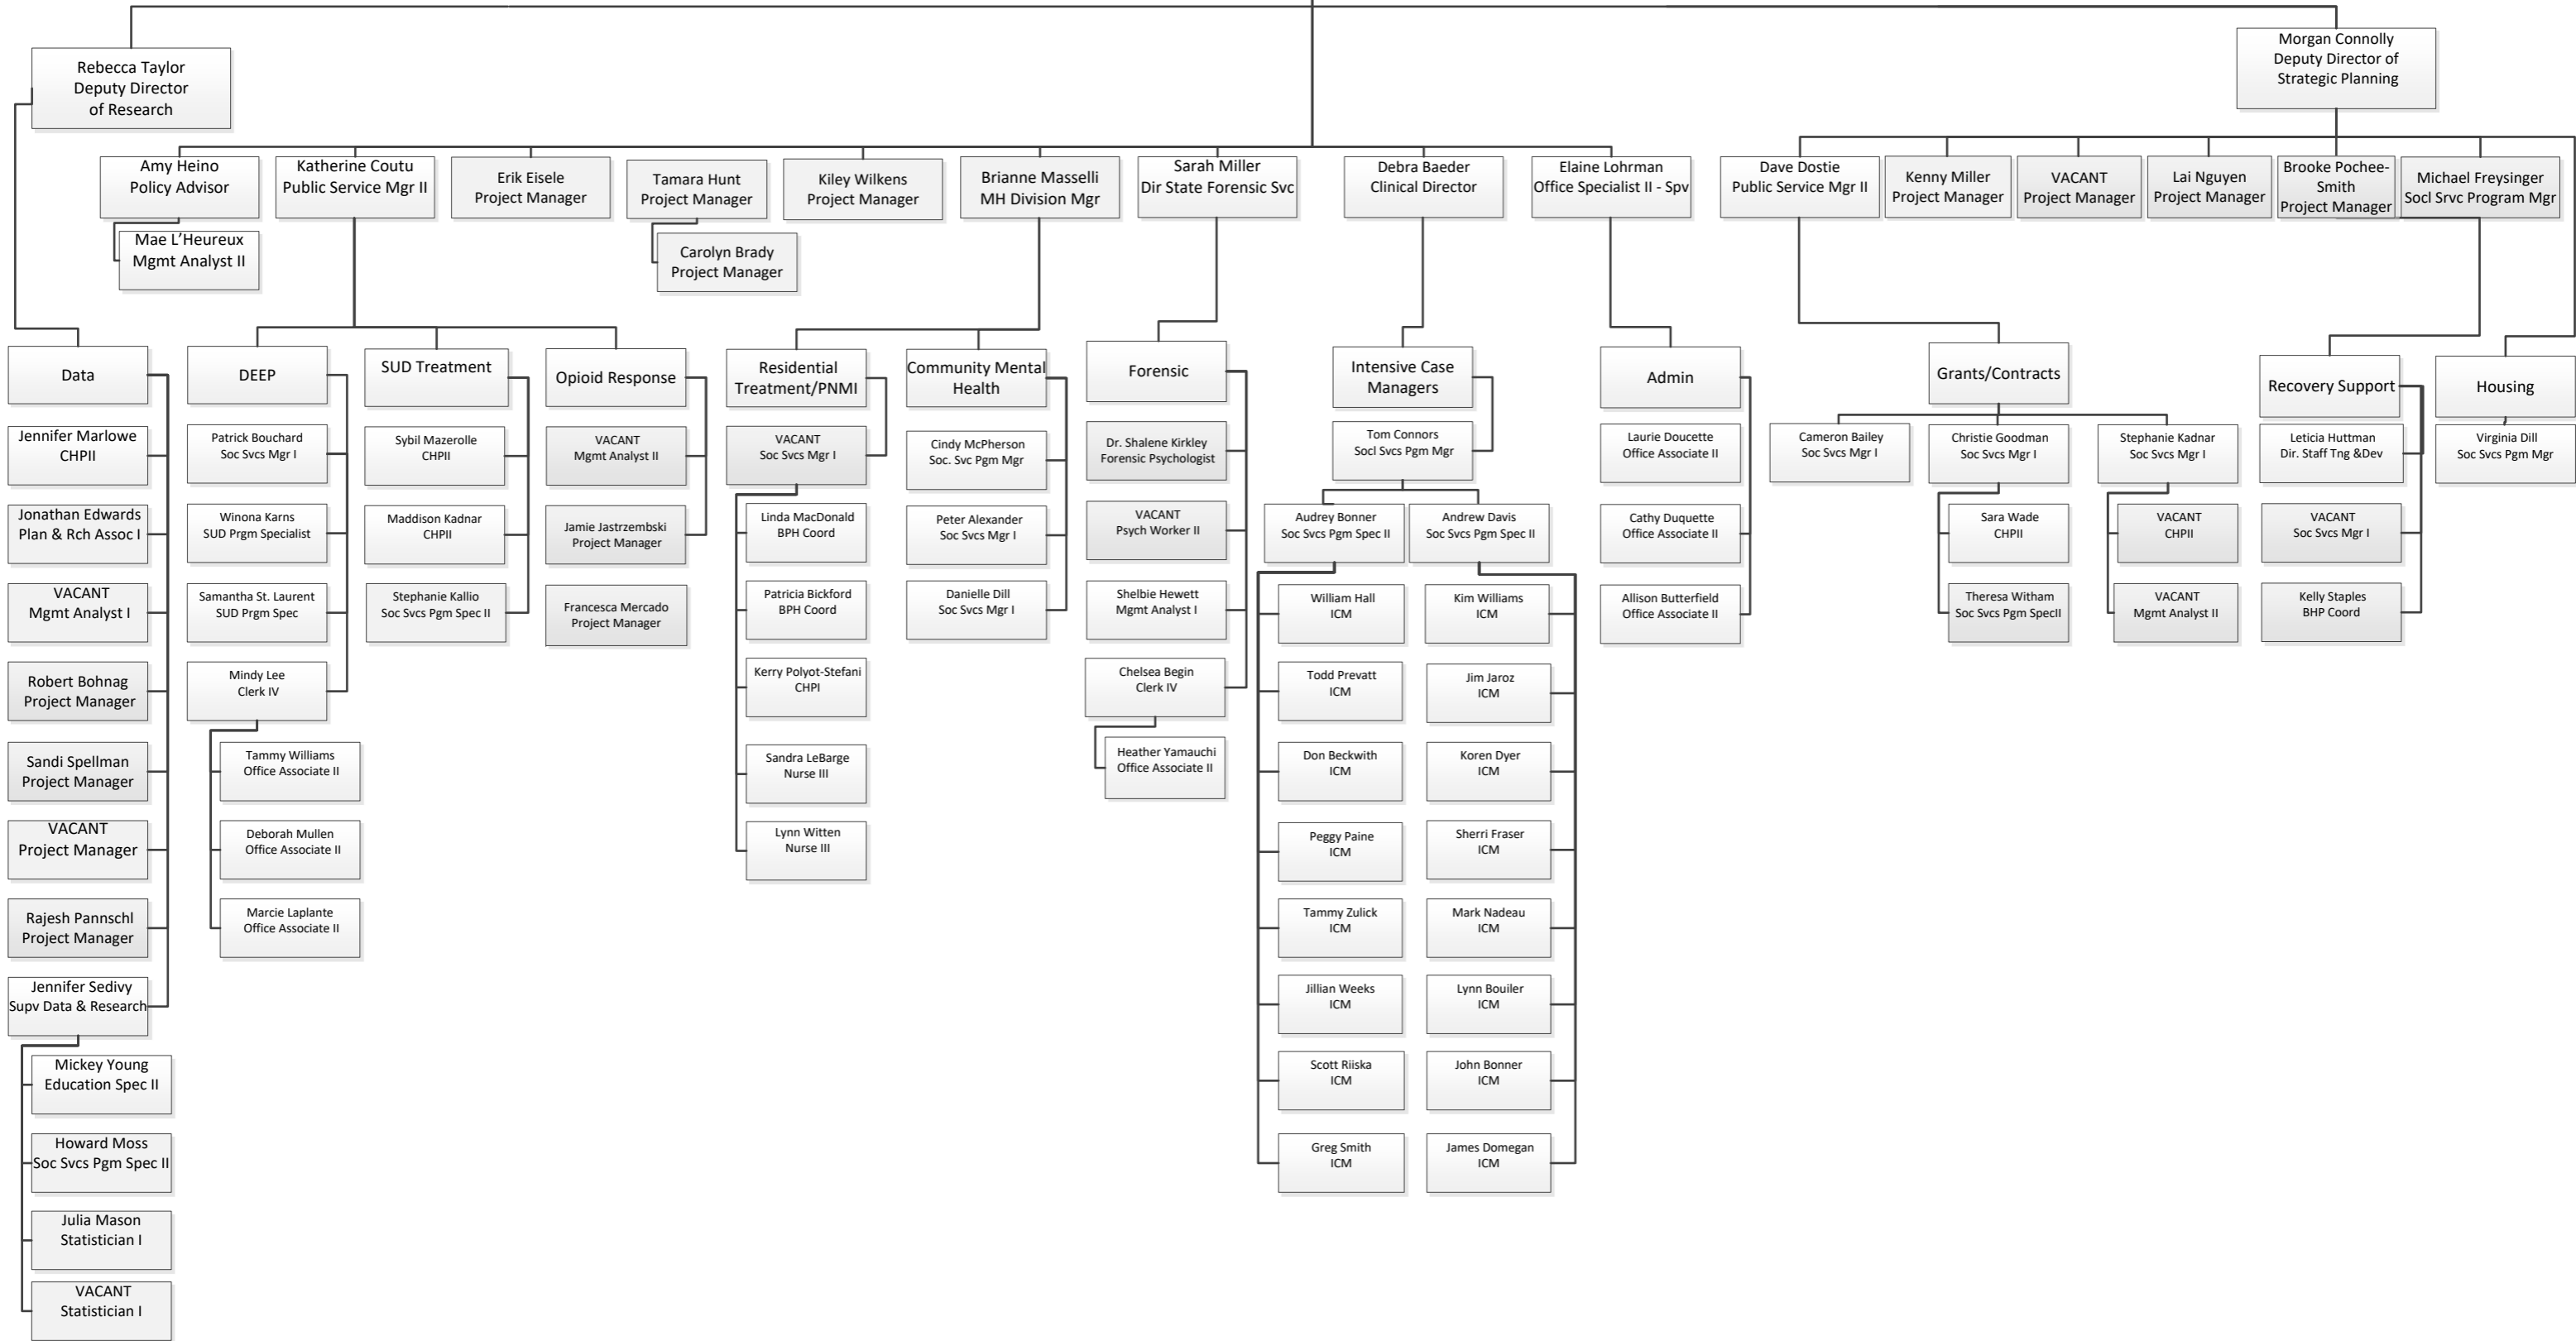 Rebecca Taylor
Deputy Director
of Research
Morgan Connolly
Deputy Director of
Strategic Planning
Amy Heino
Policy Advisor
Mae L'Heureux
Mgmt Analyst II
Katherine Coutu
Public Service Mgr II
Erik Eisele
Project Manager
Tamara Hunt
Project Manager
Carolyn Brady
Project Manager
Kiley Wilkens
Project Manager
Brianne Masselli
MH Division Mgr
Sarah Miller
Dir State Forensic Svc
Debra Baeder
Clinical Director
Elaine Lohrman
Office Specialist II - Spv
Dave Dostie
Public Service Mgr II
Kenny Miller
Project Manager
VACANT
Project Manager
Lai Nguyen
Project Manager
Brooke Pochee-
Smith
Project Manager
Michael Freysinger
Socl Srvc Program Mgr
Data
Jennifer Marlowe
CHPII
Jonathan Edwards
Plan & Rch Assoc I
VACANT
Mgmt Analyst I
Robert Bohnag
Project Manager
Sandi Spellman
Project Manager
VACANT
Project Manager
Rajesh Pannschl
Project Manager
Jennifer Sedivy
Supv Data & Research
Mickey Young
Education Spec II
Howard Moss
Soc Svcs Pgm Spec II
Julia Mason
Statistician I
VACANT
Statistician I
DEEP
Patrick Bouchard
Soc Svcs Mgr I
Winona Karns
SUD Prgm Specialist
Samantha St. Laurent
SUD Prgm Spec
Mindy Lee
Clerk IV
Tammy Williams
Office Associate II
Deborah Mullen
Office Associate II
Marcie Laplante
Office Associate II
SUD Treatment
Sybil Mazerolle
CHPII
Maddison Kadnar
CHPII
Stephanie Kallio
Soc Svcs Pgm Spec II
Opioid Response
VACANT
Mgmt Analyst II
Jamie Jastrzembski
Project Manager
Francesca Mercado
Project Manager
Residential
Treatment/PNMI
VACANT
Soc Svcs Mgr I
Linda MacDonald
BPH Coord
Patricia Bickford
BPH Coord
Kerry Polyot-Stefani
CHPI
Sandra LeBarge
Nurse III
Lynn Witten
Nurse III
Community Mental
Health
Cindy McPherson
Soc. Svc Pgm Mgr
Peter Alexander
Soc Svcs Mgr I
Danielle Dill
Soc Svcs Mgr I
Forensic
Dr. Shalene Kirkley
Forensic Psychologist
VACANT
Psych Worker II
Shelbie Hewett
Mgmt Analyst I
Chelsea Begin
Clerk IV
Heather Yamauchi
Office Associate II
Intensive Case
Managers
Tom Connors
Socl Svcs Pgm Mgr
Audrey Bonner
Soc Svcs Pgm Spec II
William Hall
ICM
Todd Prevatt
ICM
Don Beckwith
ICM
Peggy Paine
ICM
Tammy Zulick
ICM
Jillian Weeks
ICM
Scott Riiska
ICM
Greg Smith
ICM
Andrew Davis
Soc Svcs Pgm Spec II
Kim Williams
ICM
Jim Jaroz
ICM
Koren Dyer
ICM
Sherri Fraser
ICM
Mark Nadeau
ICM
Lynn Bouiler
ICM
John Bonner
ICM
James Domegan
ICM
Admin
Laurie Doucette
Office Associate II
Cathy Duquette
Office Associate II
Allison Butterfield
Office Associate II
Grants/Contracts
Cameron Bailey
Soc Svcs Mgr I
Christie Goodman
Soc Svcs Mgr I
Sara Wade
CHPII
Theresa Witham
Soc Svcs Pgm SpecII
Stephanie Kadnar
Soc Svcs Mgr I
VACANT
CHPII
VACANT
Mgmt Analyst II
Recovery Support
Leticia Huttman
Dir. Staff Tng &Dev
VACANT
Soc Svcs Mgr I
Kelly Staples
BHP Coord
Housing
Virginia Dill
Soc Svcs Pgm Mgr